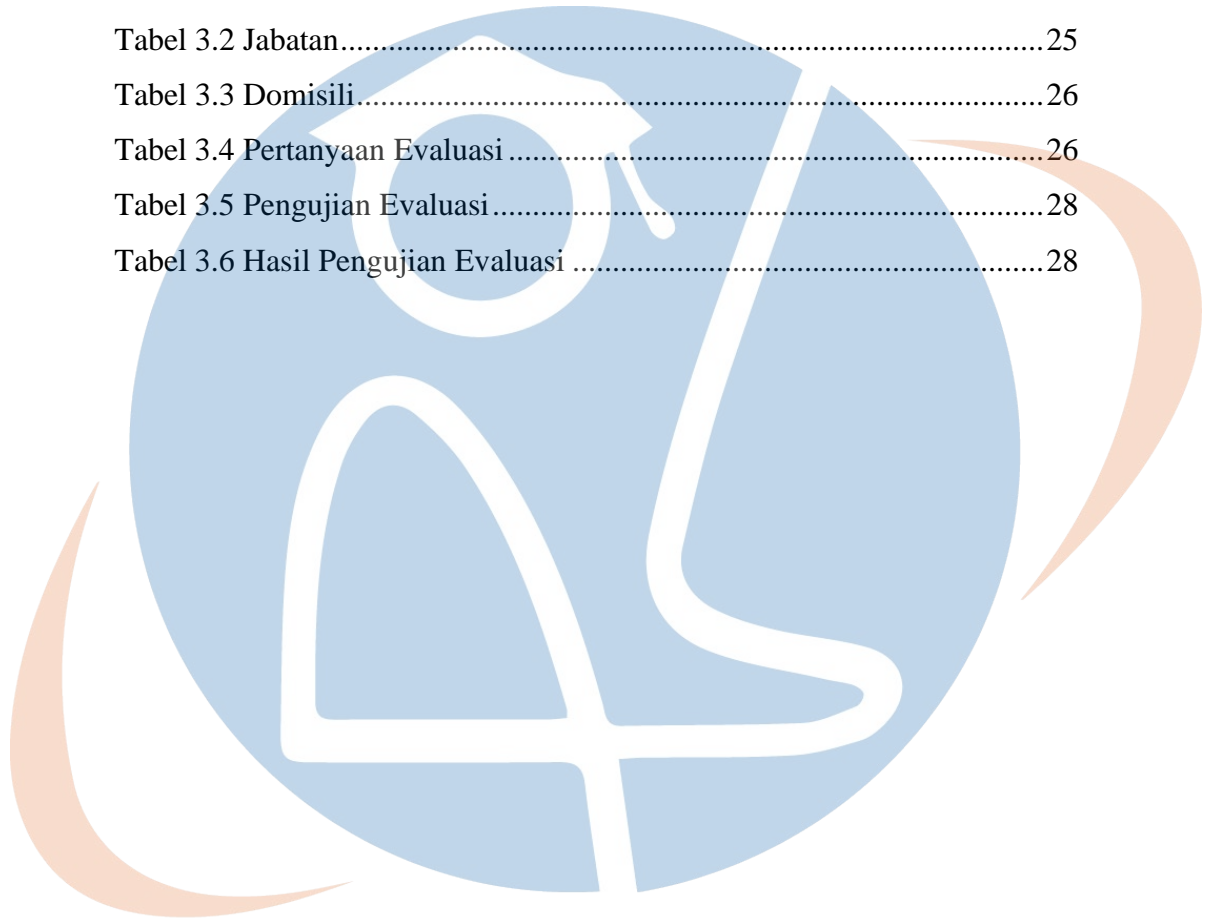 Tabel 3.2 Jabatan........................................................................................25
Tabel 3.3 Domisili......................................................................................26
Tabel 3.4 Pertanyaan Evaluasi ...................................................................26
Tabel 3.5 Pengujian Evaluasi.....................................................................28
Tabel 3.6 Hasil Pengujian Evaluasi ...........................................................28